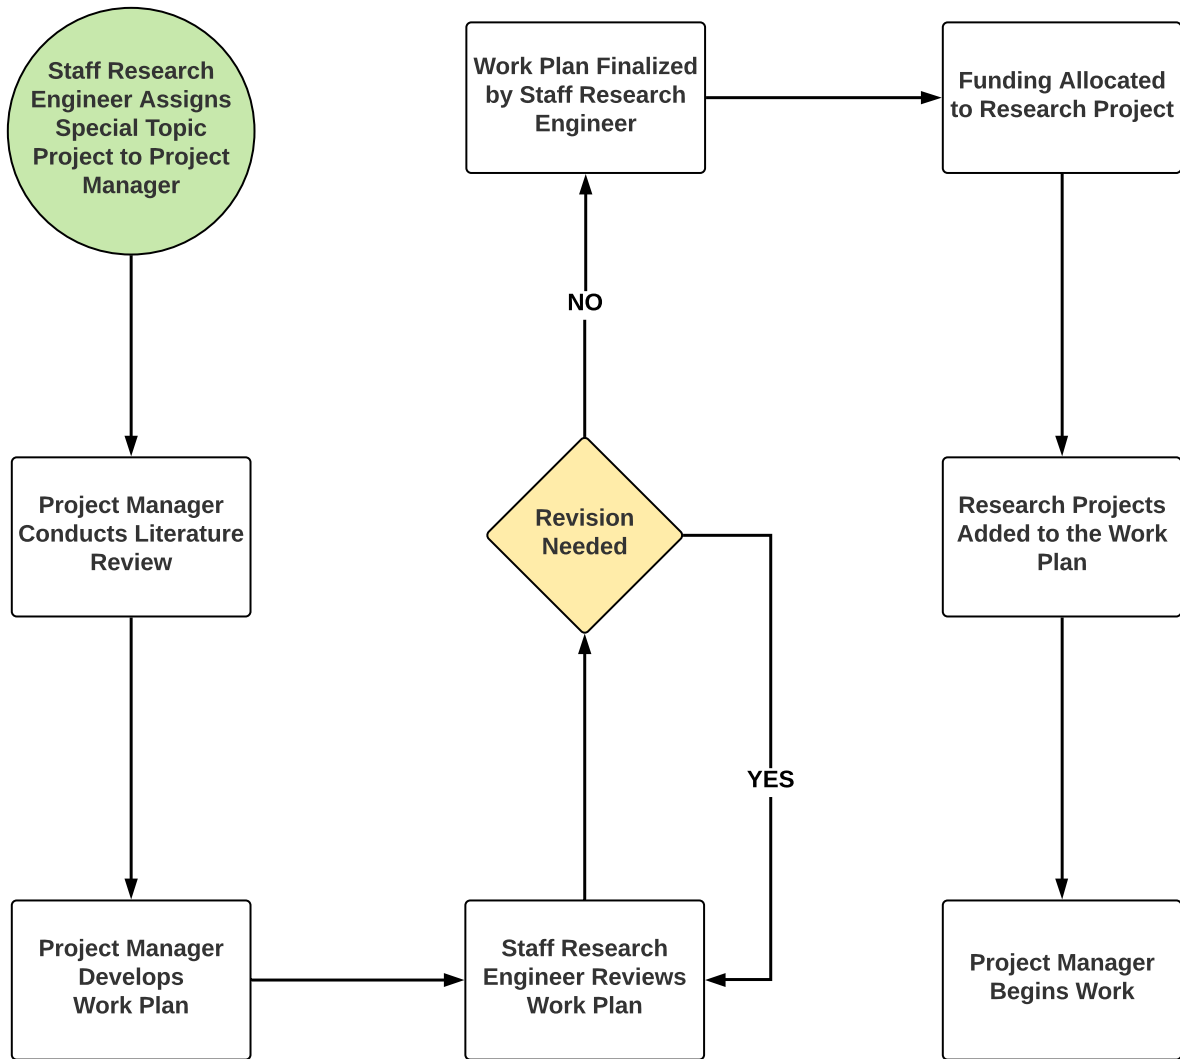 Staff Research
Engineer Assigns
Special Topic
Project to Project
Manager
Project Manager
Conducts Literature
Review
Project Manager
Develops
Work Plan
Staff Research
Engineer Reviews
Work Plan
Revision
Needed
YES
NO
Work Plan Finalized
by Staff Research
Engineer
Funding Allocated
to Research Project
Research Projects
Added to the Work
Plan
Project Manager
Begins Work